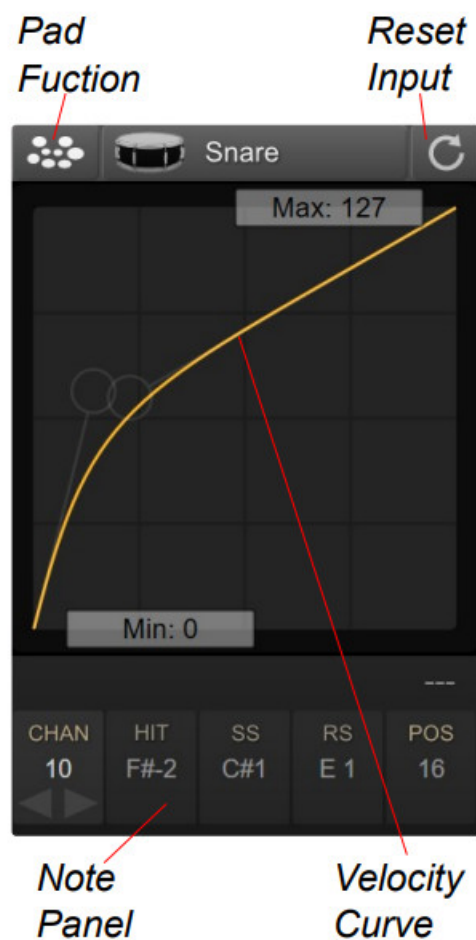 Pad
Fuction
Reset
Input
Snare
Max: 127
Min: 0
---
CHAN
HIT
SS
RS
POS
10
F#-2
C#1
E 1
16
Note
Panel
Velocity
Curve